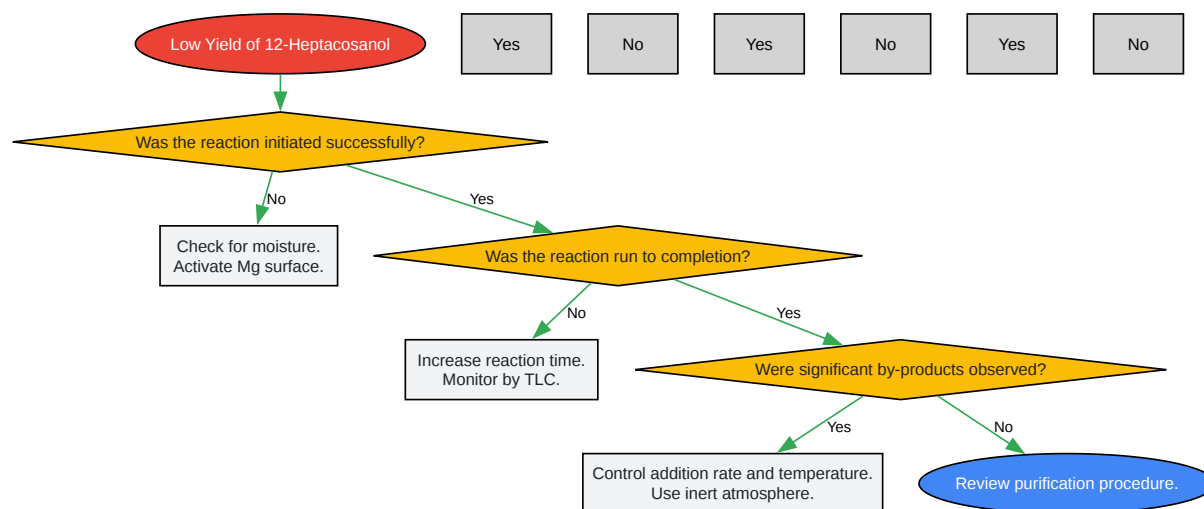 Low Yield of 12-Heptacosanol
Yes
No
Yes
No
Yes
No
Was the reaction initiated successfully?
No
Yes
Check for moisture.
Activate Mg surface.
Was the reaction run to completion?
No
Yes
Increase reaction time.
Monitor by TLC.
Were significant by-products observed?
Yes
No
Control addition rate and temperature.
Use inert atmosphere.
Review purification procedure.